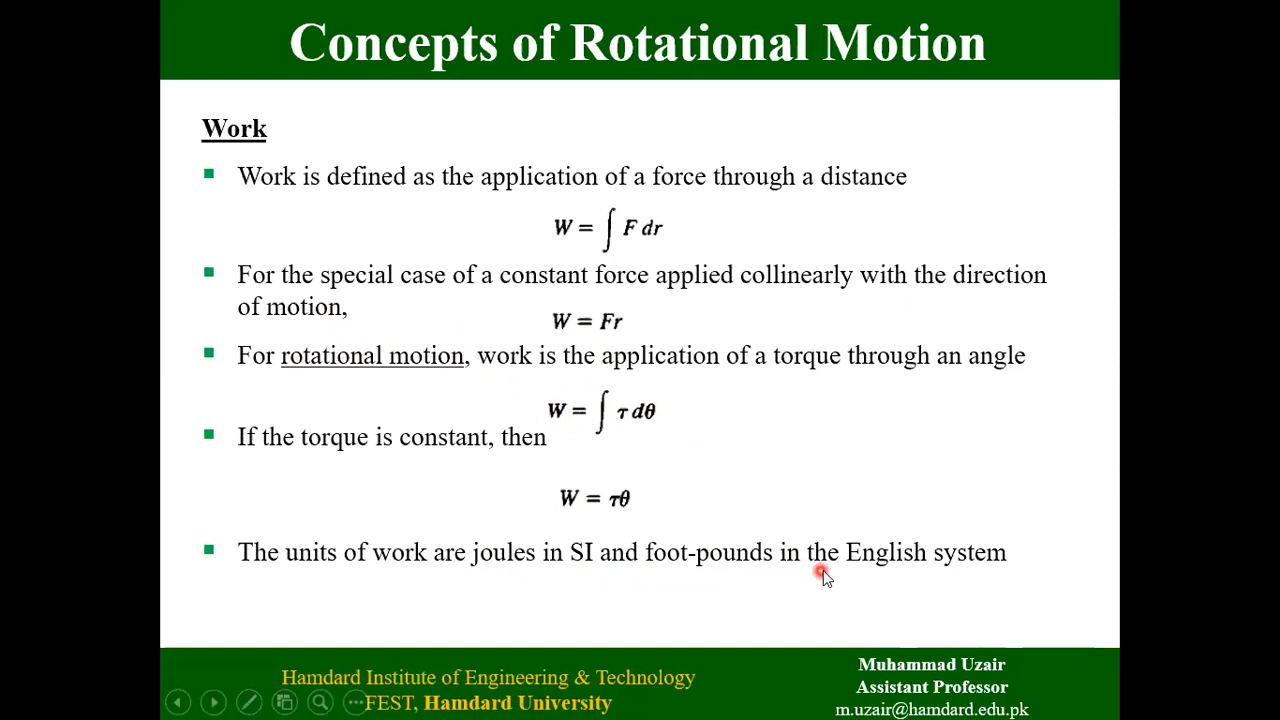 Concepts of Rotational Motion
Work
Work is defined as the application of a force through a distance
W = ∫ F dr
For the special case of a constant force applied collinearly with the direction
of motion,
W = Fr
For rotational motion, work is the application of a torque through an angle
W = ∫ τ dθ
If the torque is constant, then
W = τθ
The units of work are joules in SI and foot-pounds in the English system
Hamdard Institute of Engineering & Technology
FEST, Hamdard University
Muhammad Uzair
Assistant Professor
m.uzair@hamdard.edu.pk